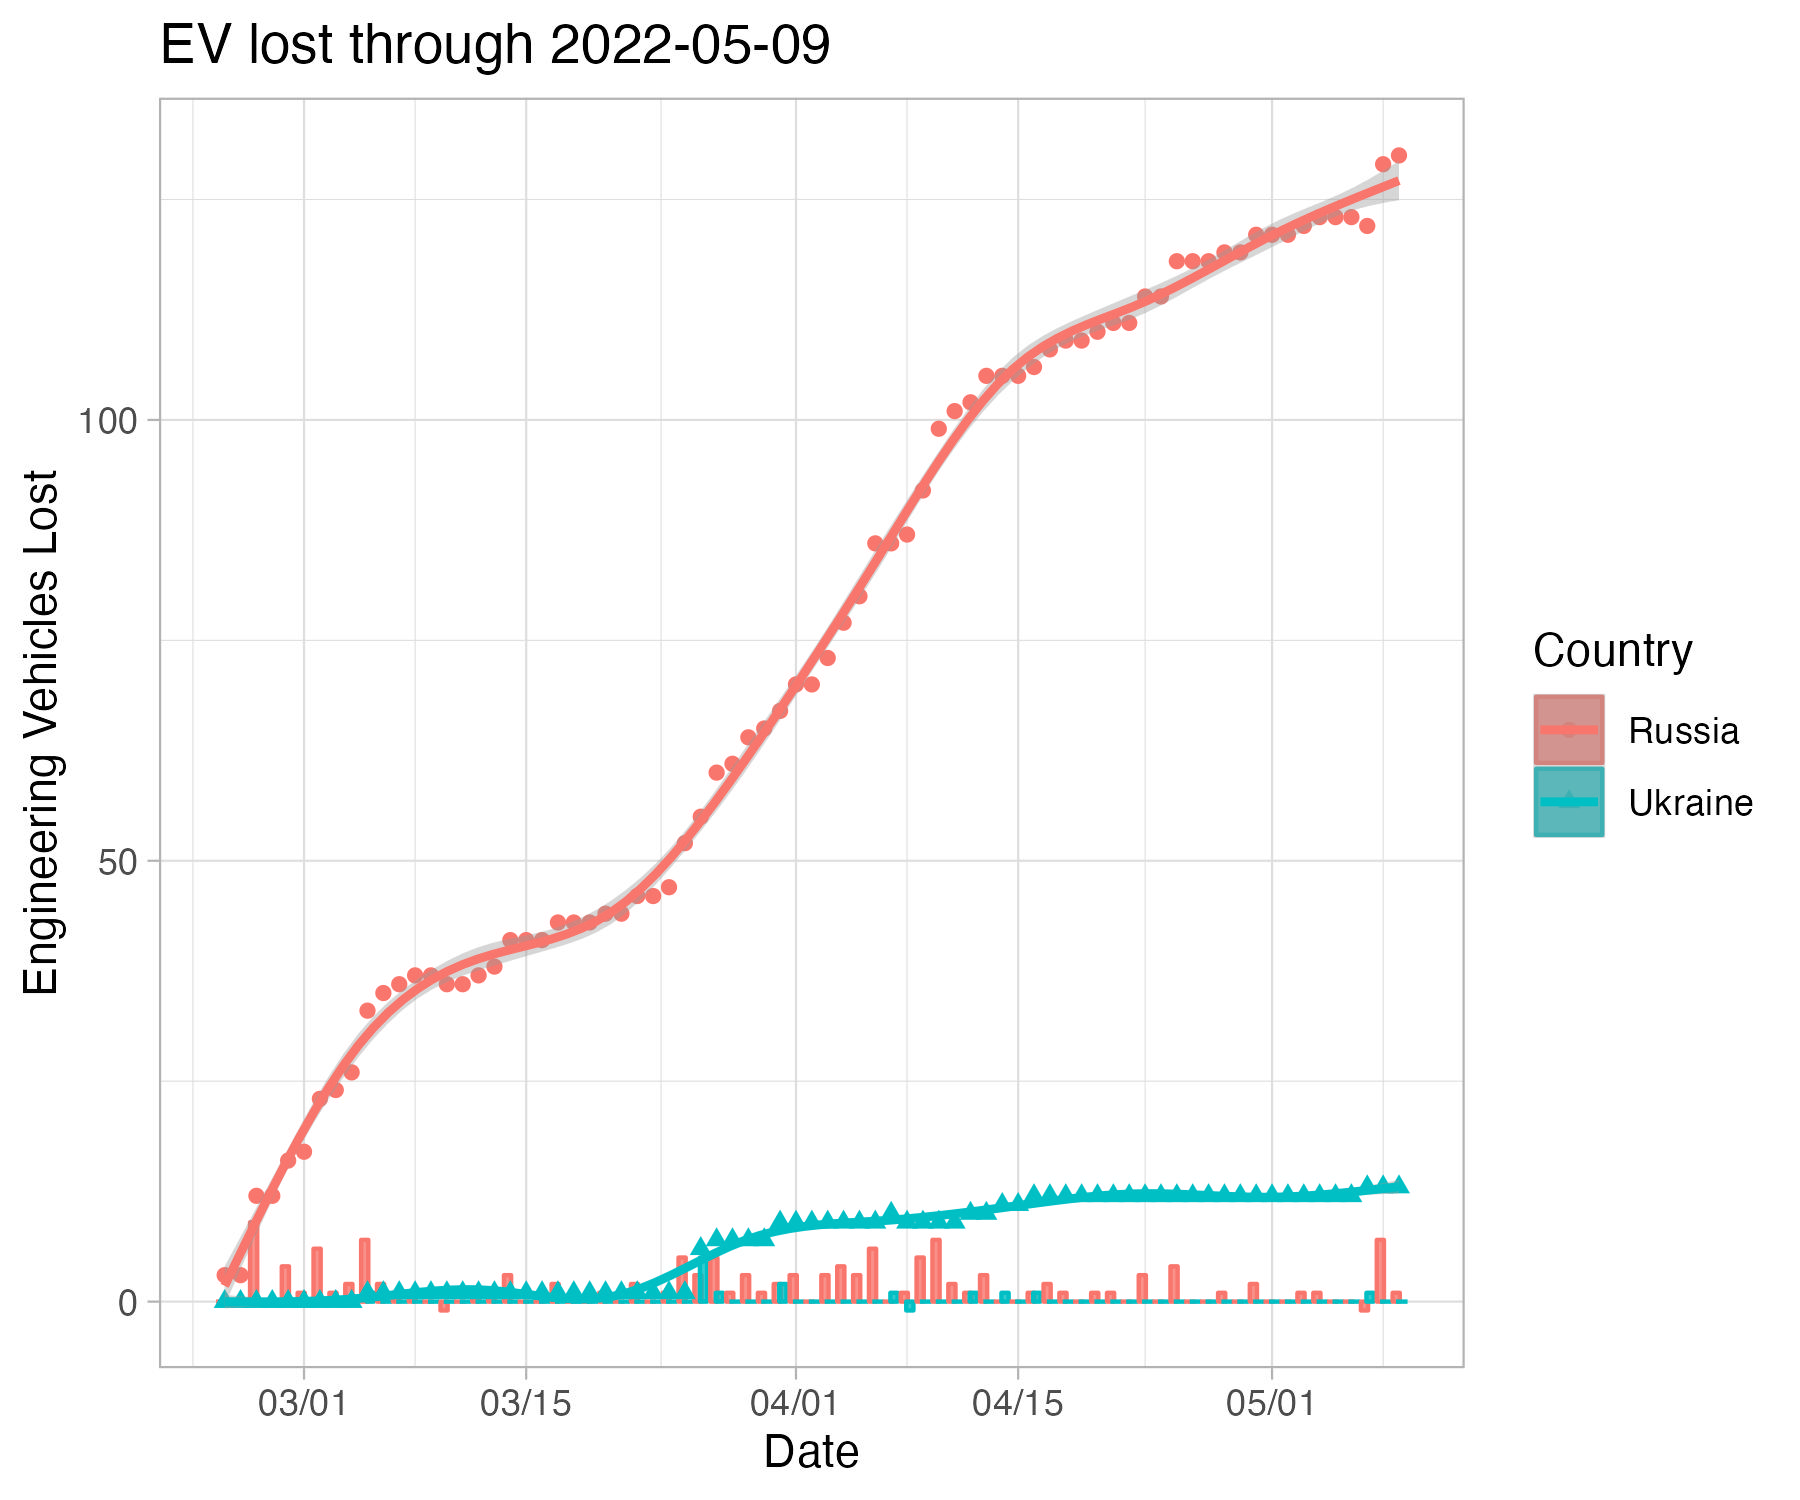 EV lost through 2022-05-09
Engineering Vehicles Lost
100
50
0
03/01
03/15
04/01
04/15
05/01
Date
Country
Russia
Ukraine